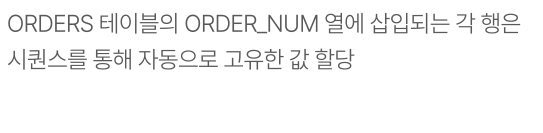 ORDERS 테이블의 ORDER_NUM 열에 삽입되는 각 행은
시퀀스를 통해 자동으로 고유한 값 할당